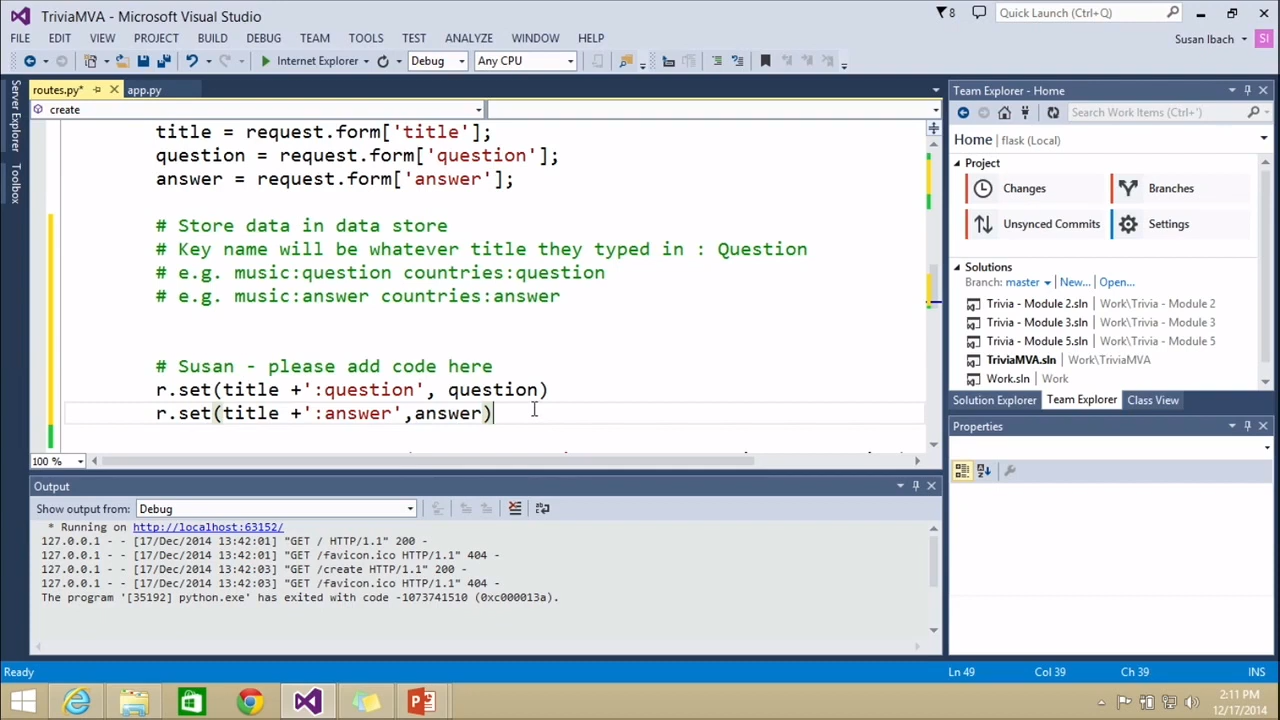 TriviaMVA - Microsoft Visual Studio
8
Quick Launch (Ctrl+Q)
FILE EDIT VIEW PROJECT BUILD DEBUG TEAM TOOLS TEST ANALYZE WINDOW HELP
Susan Ibach
SI
Internet Explorer
Debug
Any CPU
Server Explorer
Toolbox
routes.py*
app.py
create
title = request.form['title'];
question = request.form['question'];
answer = request.form['answer'];
# Store data in data store
# Key name will be whatever title they typed in : Question
# e.g. music:question countries:question
# e.g. music:answer countries:answer
# Susan - please add code here
r.set(title +':question', question)
r.set(title +':answer',answer)
100 %
Output
Show output from: Debug
* Running on http://localhost:63152/
127.0.0.1 - - [17/Dec/2014 13:42:01] "GET / HTTP/1.1" 200 -
127.0.0.1 - - [17/Dec/2014 13:42:01] "GET /favicon.ico HTTP/1.1" 404 -
127.0.0.1 - - [17/Dec/2014 13:42:03] "GET /create HTTP/1.1" 200 -
127.0.0.1 - - [17/Dec/2014 13:42:03] "GET /favicon.ico HTTP/1.1" 404 -
The program '[35192] python.exe' has exited with code -1073741510 (0xc000013a).
Team Explorer - Home
Search Work Items (Ctrl+')
Home flask (Local)
Project
Changes
Branches
Unsynced Commits
Settings
Solutions
Branch: master New... Open...
Trivia - Module 2.sln Work\Trivia - Module 2
Trivia - Module 3.sln Work\Trivia - Module 3
Trivia - Module 5.sln Work\Trivia - Module 5
TriviaMVA.sln Work\TriviaMVA
Work.sln Work
Solution Explorer Team Explorer Class View
Properties
Ready
Ln 49
Col 39
Ch 39
INS
2:11 PM
12/17/2014